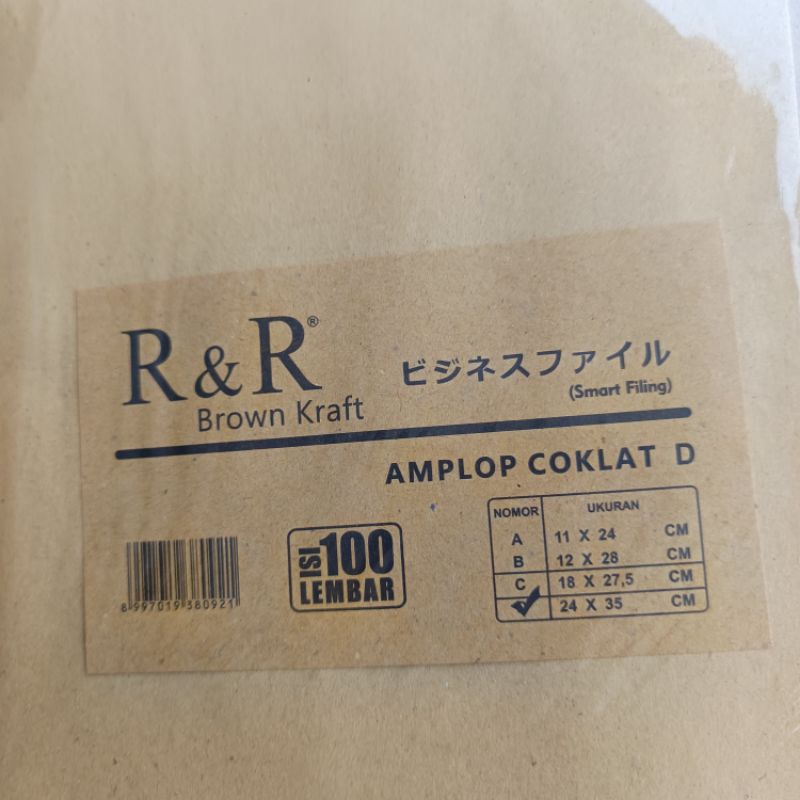 R & R®
Brown Kraft
ビジネスファイル
(Smart Filing)
AMPLOP COKLAT D
NOMOR UKURAN
A 11 X 24 CM
B 12 X 28 CM
C 18 X 27,5 CM
24 X 35 CM
ISI 100
LEMBAR
8 997019 380921